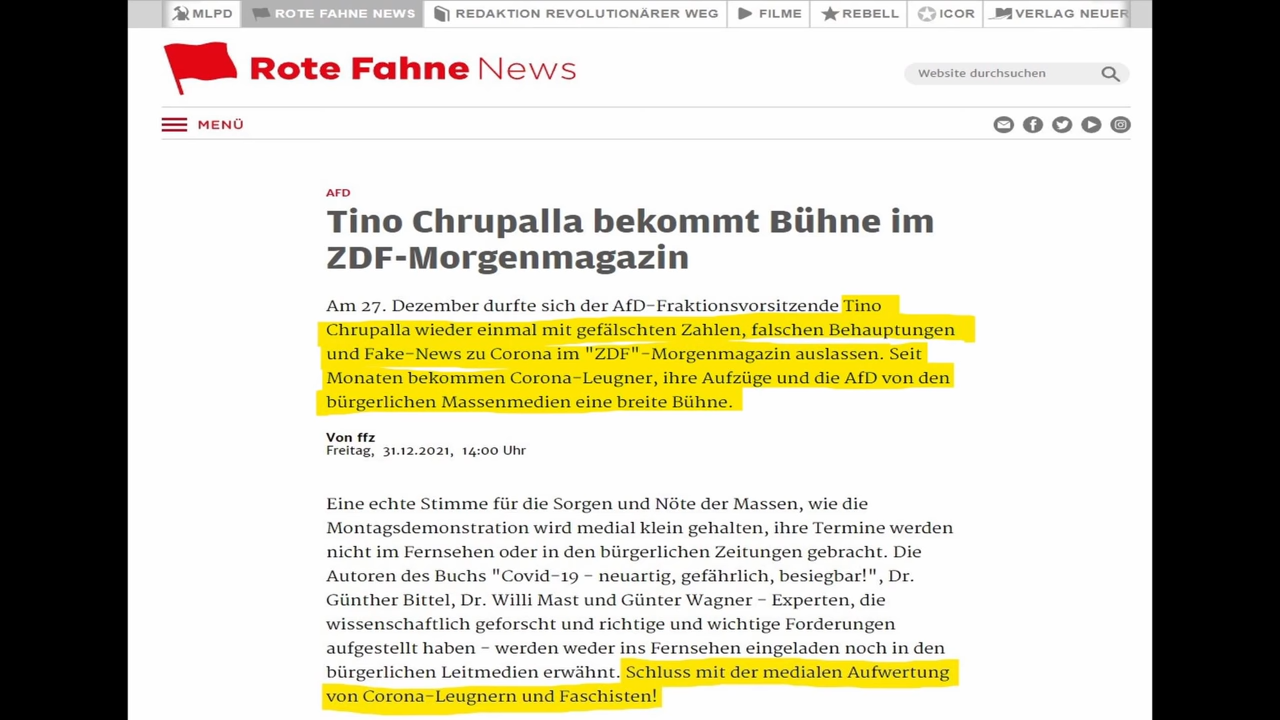 MLPD ROTE FAHNE NEWS REDAKTION REVOLUTIONÄRER WEG FILME REBELL ICOR VERLAG NEUER
Rote Fahne News
Website durchsuchen
MENÜ
AFD
Tino Chrupalla bekommt Bühne im
ZDF-Morgenmagazin
Am 27. Dezember durfte sich der AfD-Fraktionsvorsitzende Tino
Chrupalla wieder einmal mit gefälschten Zahlen, falschen Behauptungen
und Fake-News zu Corona im "ZDF"-Morgenmagazin auslassen. Seit
Monaten bekommen Corona-Leugner, ihre Aufzüge und die AfD von den
bürgerlichen Massenmedien eine breite Bühne.
Von ffz
Freitag, 31.12.2021, 14:00 Uhr
Eine echte Stimme für die Sorgen und Nöte der Massen, wie die
Montagsdemonstration wird medial klein gehalten, ihre Termine werden
nicht im Fernsehen oder in den bürgerlichen Zeitungen gebracht. Die
Autoren des Buchs "Covid-19 – neuartig, gefährlich, besiegbar!", Dr.
Günther Bittel, Dr. Willi Mast und Günter Wagner – Experten, die
wissenschaftlich geforscht und richtige und wichtige Forderungen
aufgestellt haben – werden weder ins Fernsehen eingeladen noch in den
bürgerlichen Leitmedien erwähnt. Schluss mit der medialen Aufwertung
von Corona-Leugnern und Faschisten!